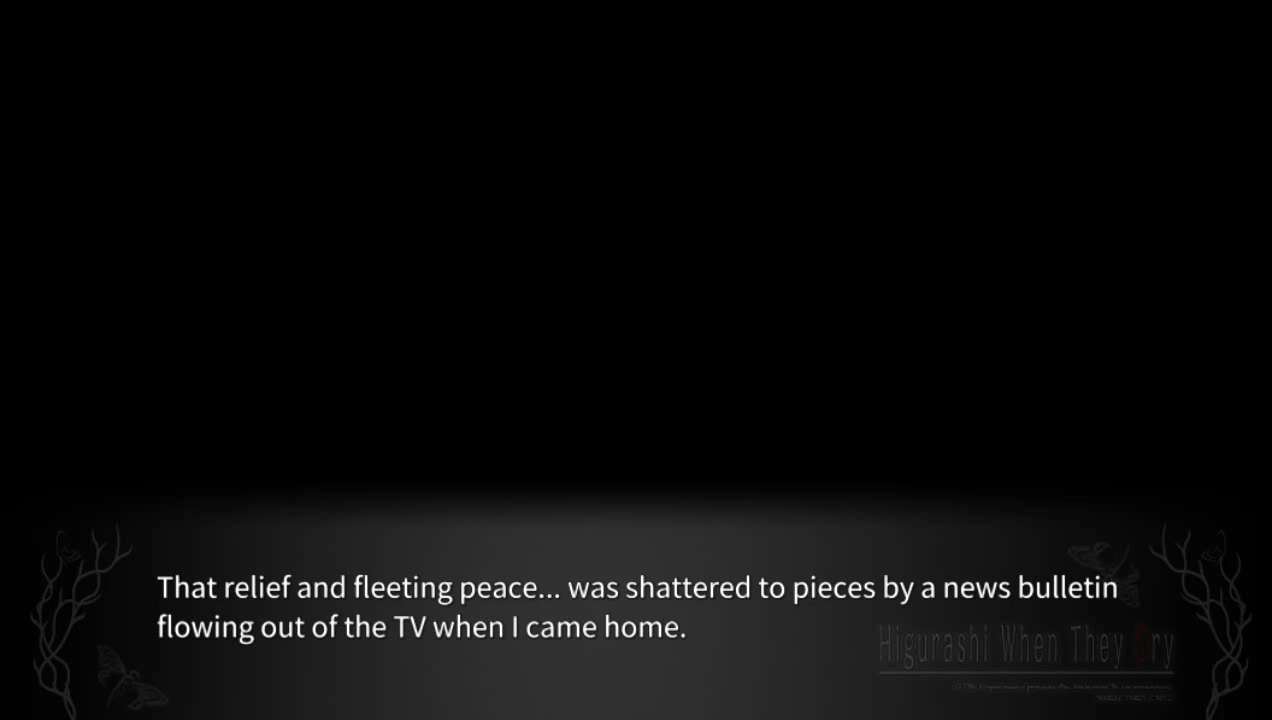 That relief and fleeting peace... was shattered to pieces by a news bulletin
flowing out of the TV when I came home.
Higurashi When They Cry